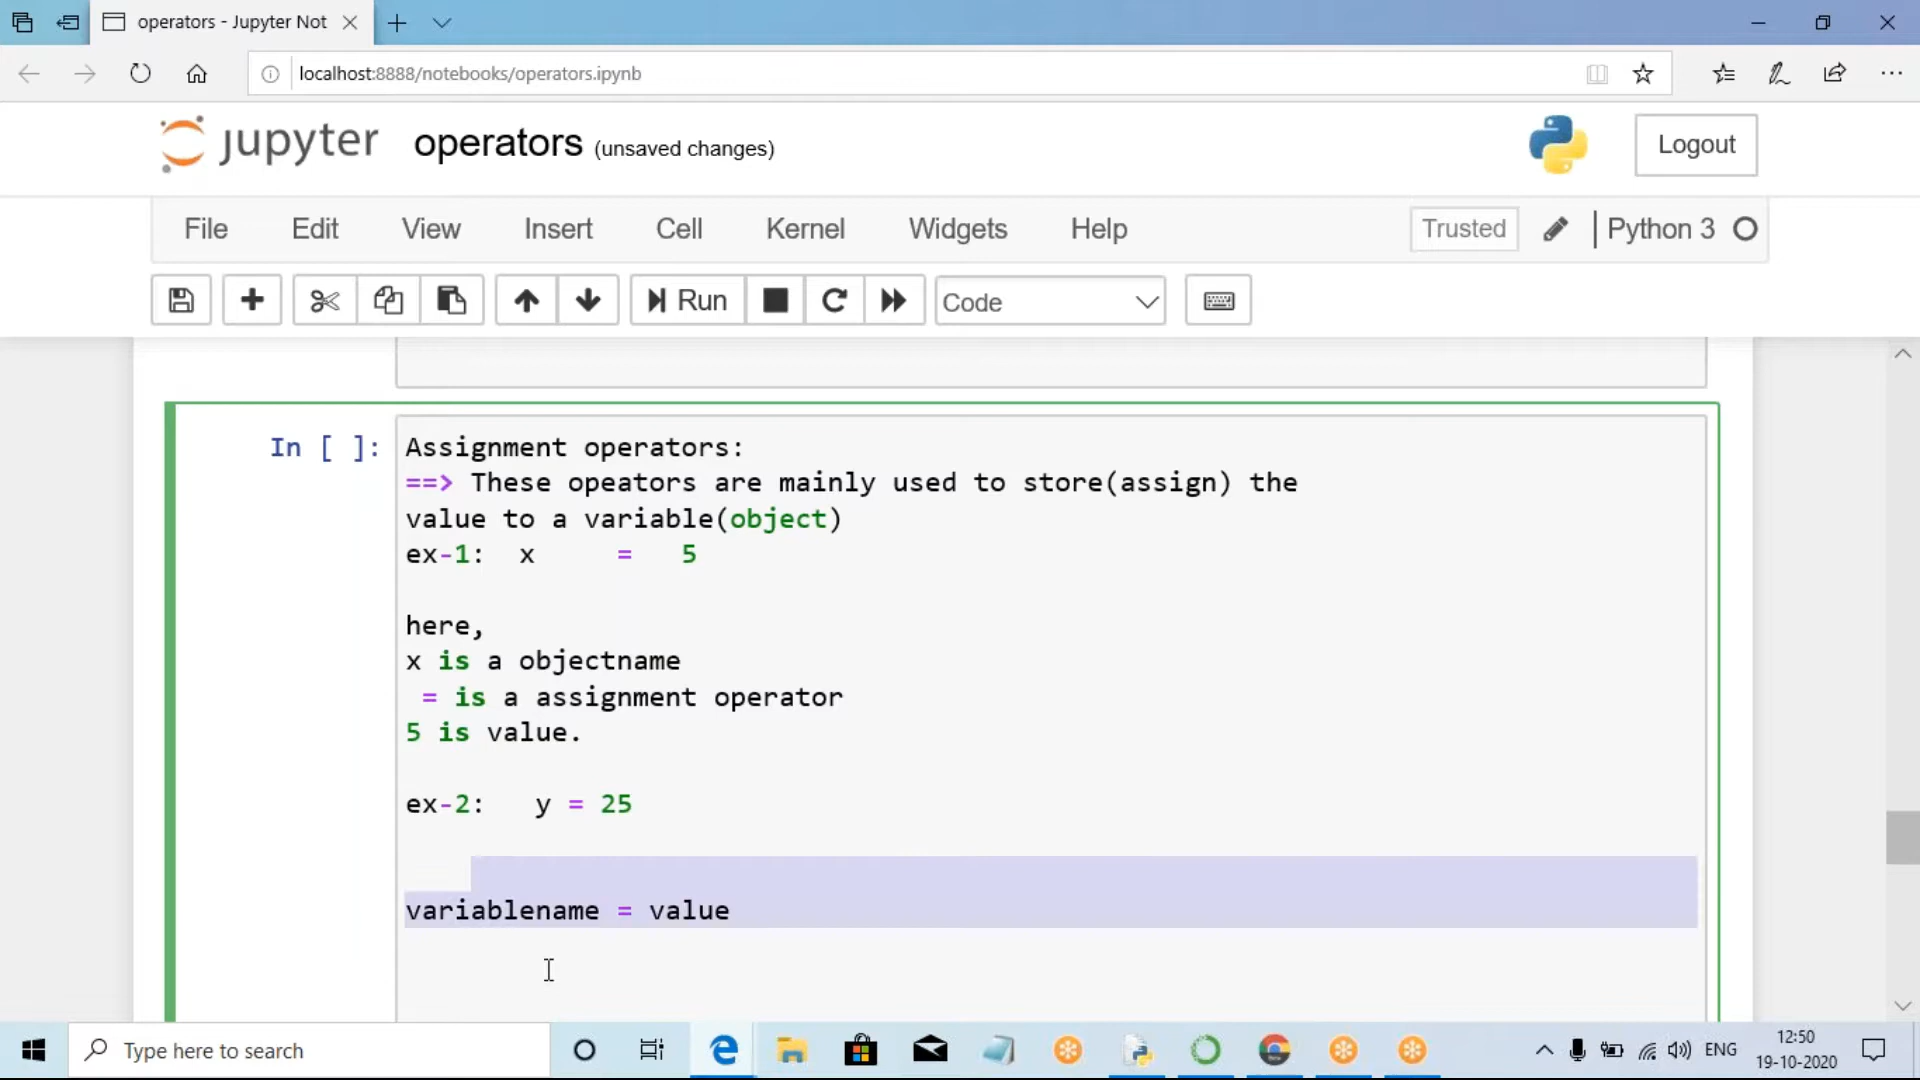 operators - Jupyter Not
localhost:8888/notebooks/operators.ipynb
jupyter operators (unsaved changes)
Logout
File Edit View Insert Cell Kernel Widgets Help
Trusted
Python 3
Run
Code
In [ ]:
Assignment operators:
==> These opeators are mainly used to store(assign) the
value to a variable(object)
ex-1: x = 5
here,
x is a objectname
= is a assignment operator
5 is value.
ex-2: y = 25
variablename = value
Type here to search
ENG
12:50
19-10-2020